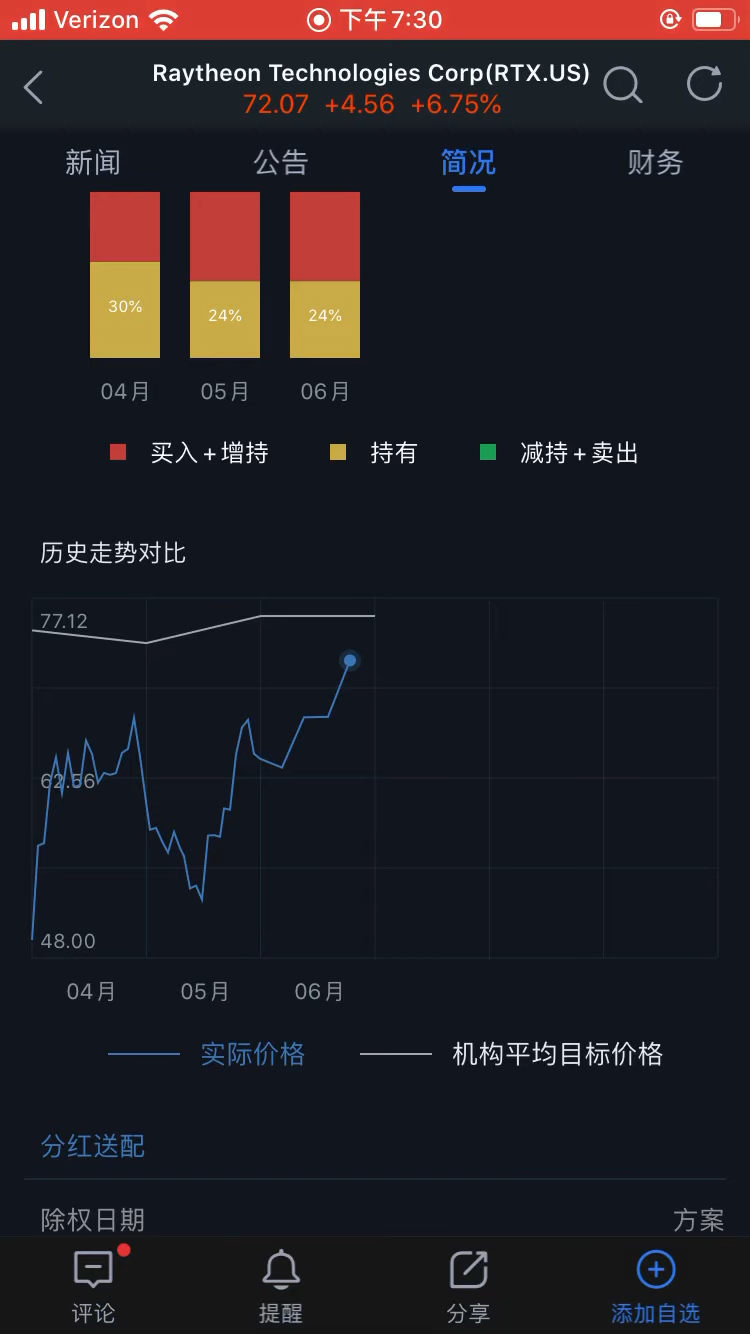 Verizon 下午7:30
Raytheon Technologies Corp(RTX.US)
72.07 +4.56 +6.75%
新闻 公告 简况 财务
30% 24% 24%
04月 05月 06月
买入+增持 持有 减持+卖出
历史走势对比
77.12
62.56
48.00
04月 05月 06月
实际价格 机构平均目标价格
分红送配
除权日期 方案
评论 提醒 分享 添加自选